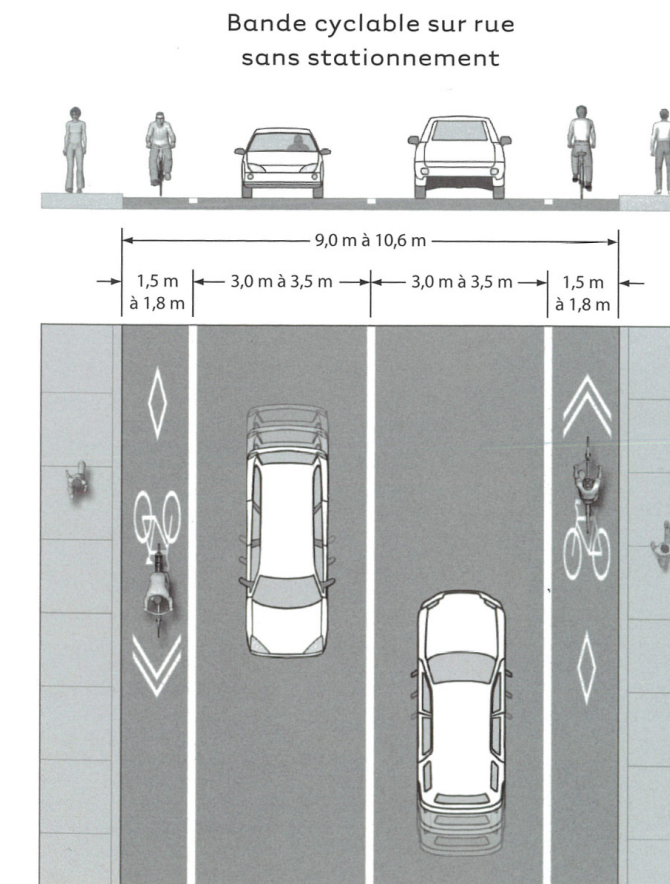 Bande cyclable sur rue
sans stationnement
9,0 m à 10,6 m
1,5 m
à 1,8 m
3,0 m à 3,5 m
3,0 m à 3,5 m
1,5 m
à 1,8 m